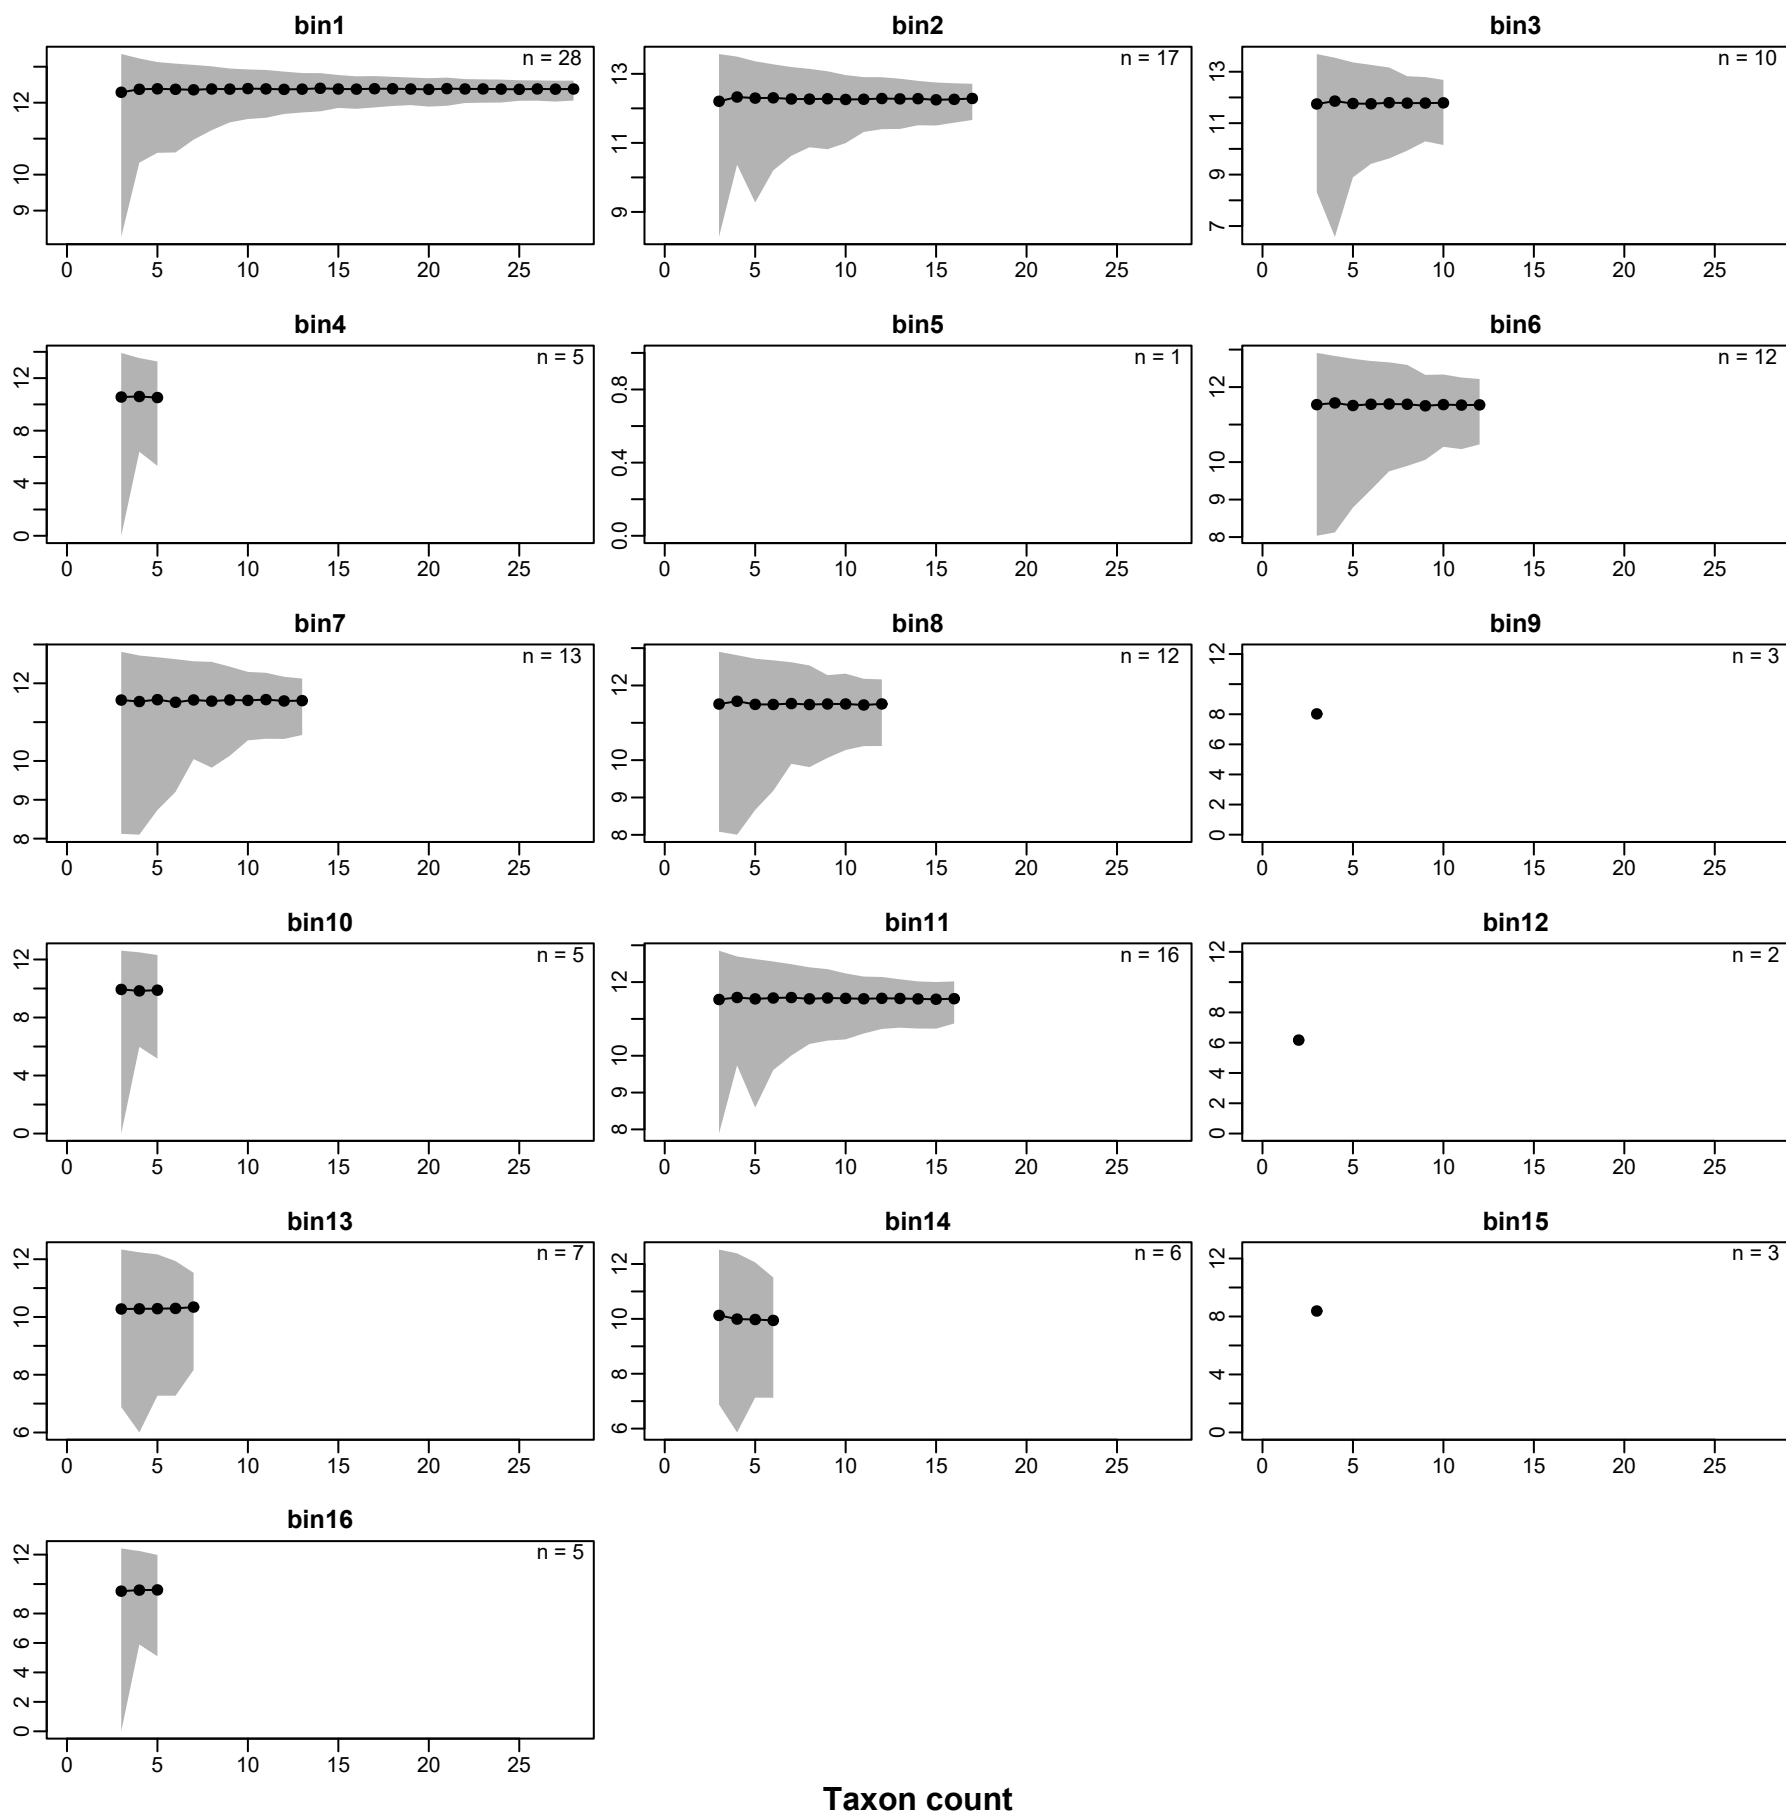 bin1 bin2 bin3
n = 28 n = 17 n = 10
12 10 9 13 11 9 13 11 9 7
0 5 10 15 20 25 0 5 10 15 20 25 0 5 10 15 20 25
bin4 bin5 bin6
n = 5 n = 1 n = 12
12 8 4 0 0.8 0.4 0.0 12 10 9 8
0 5 10 15 20 25 0 5 10 15 20 25 0 5 10 15 20 25
bin7 bin8 bin9
n = 13 n = 12 n = 3
12 10 9 8 12 10 9 8 12 8 6 4 2 0
0 5 10 15 20 25 0 5 10 15 20 25 0 5 10 15 20 25
bin10 bin11 bin12
n = 5 n = 16 n = 2
12 8 4 0 12 10 9 8 12 8 6 4 2 0
0 5 10 15 20 25 0 5 10 15 20 25 0 5 10 15 20 25
bin13 bin14 bin15
n = 7 n = 6 n = 3
12 10 8 6 12 10 8 6 12 8 4 0
0 5 10 15 20 25 0 5 10 15 20 25 0 5 10 15 20 25
bin16
n = 5
12 8 6 4 2 0
0 5 10 15 20 25
Taxon count